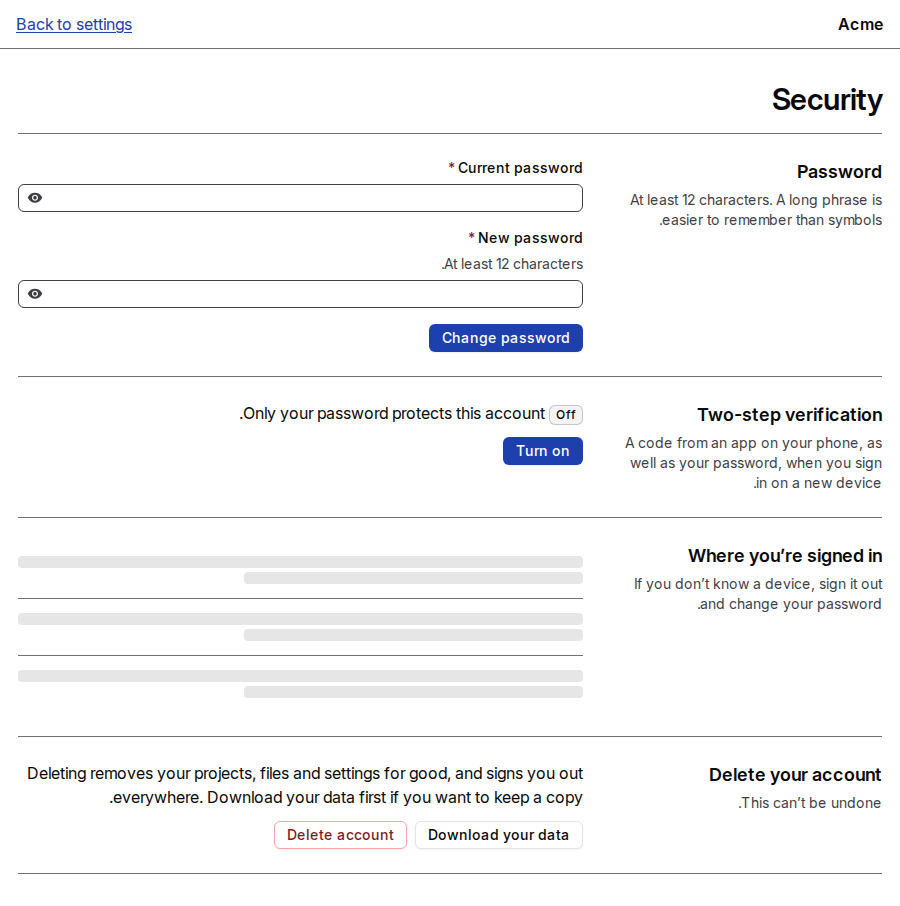 Acme
Back to settings
Security
Password
At least 12 characters. A long phrase is
.easier to remember than symbols
* Current password
* New password
.At least 12 characters
Change password
Two-step verification
A code from an app on your phone, as
well as your password, when you sign
.in on a new device
Off
.Only your password protects this account
Turn on
Where you’re signed in
If you don’t know a device, sign it out
.and change your password
Delete your account
.This can’t be undone
Deleting removes your projects, files and settings for good, and signs you out
.everywhere. Download your data first if you want to keep a copy
Download your data
Delete account